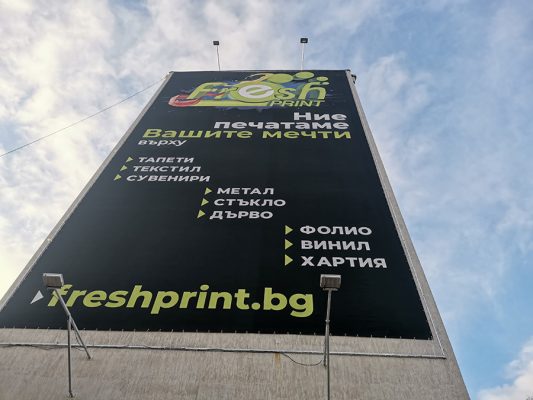 Fresh
PRINT
Ние
печатаме
Вашите мечти
върху
ТАПЕТИ
ТЕКСТИЛ
СУВЕНИРИ
МЕТАЛ
СТЪКЛО
ДЪРВО
ФОЛИО
ВИНИЛ
ХАРТИЯ
freshprint.bg